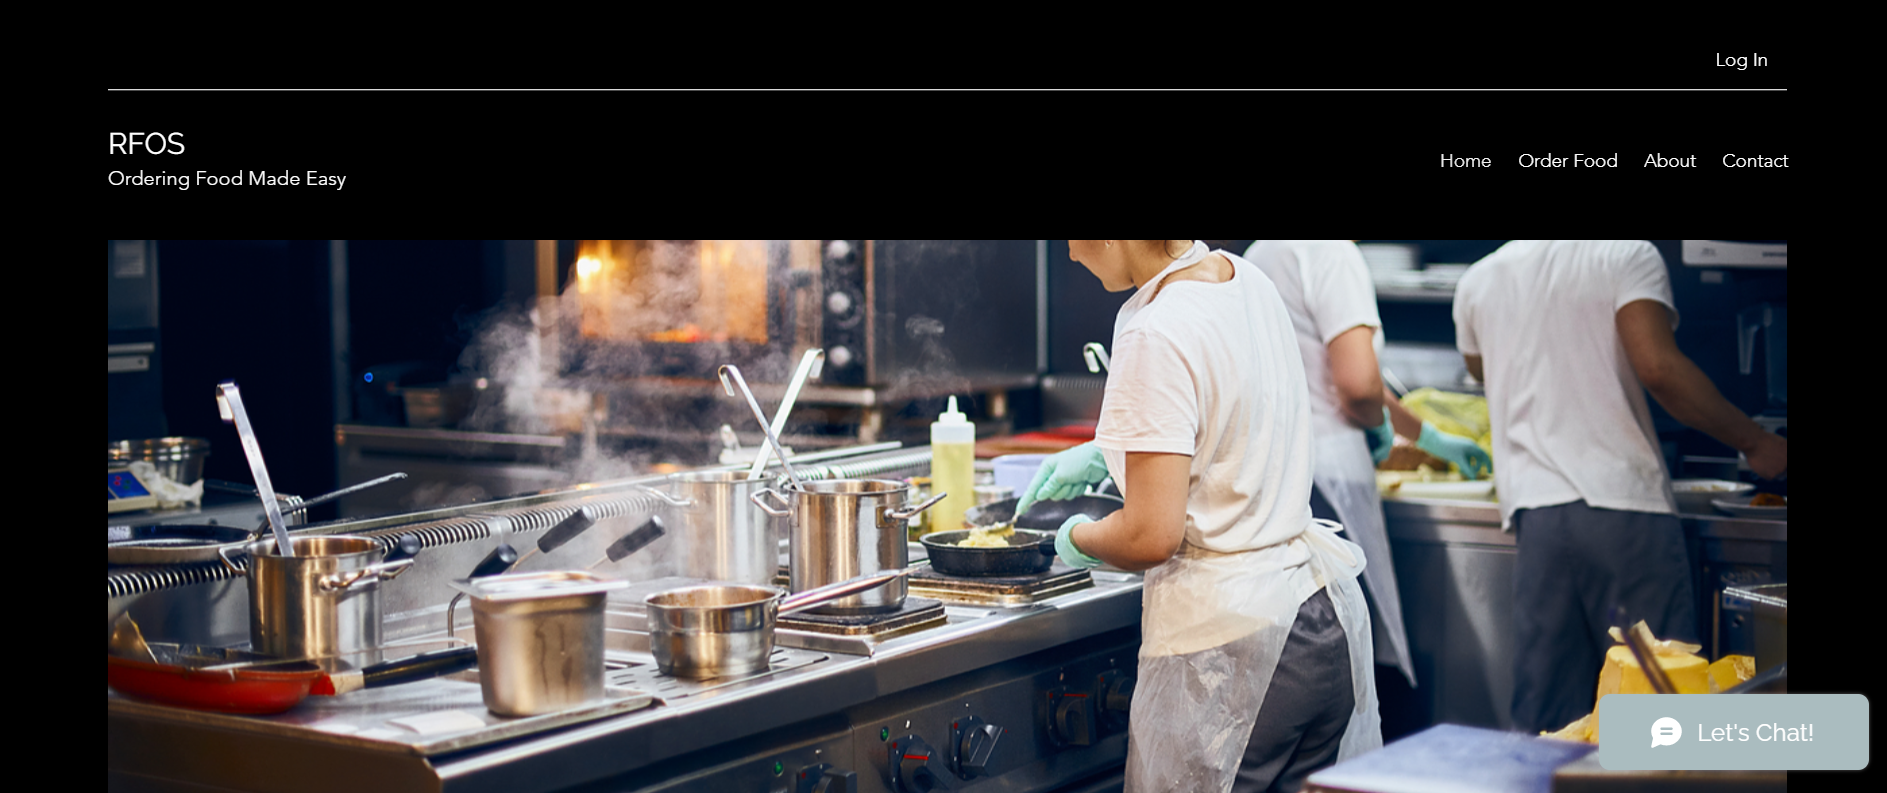 Log In
RFOS
Ordering Food Made Easy
Home Order Food About Contact
Let's Chat!